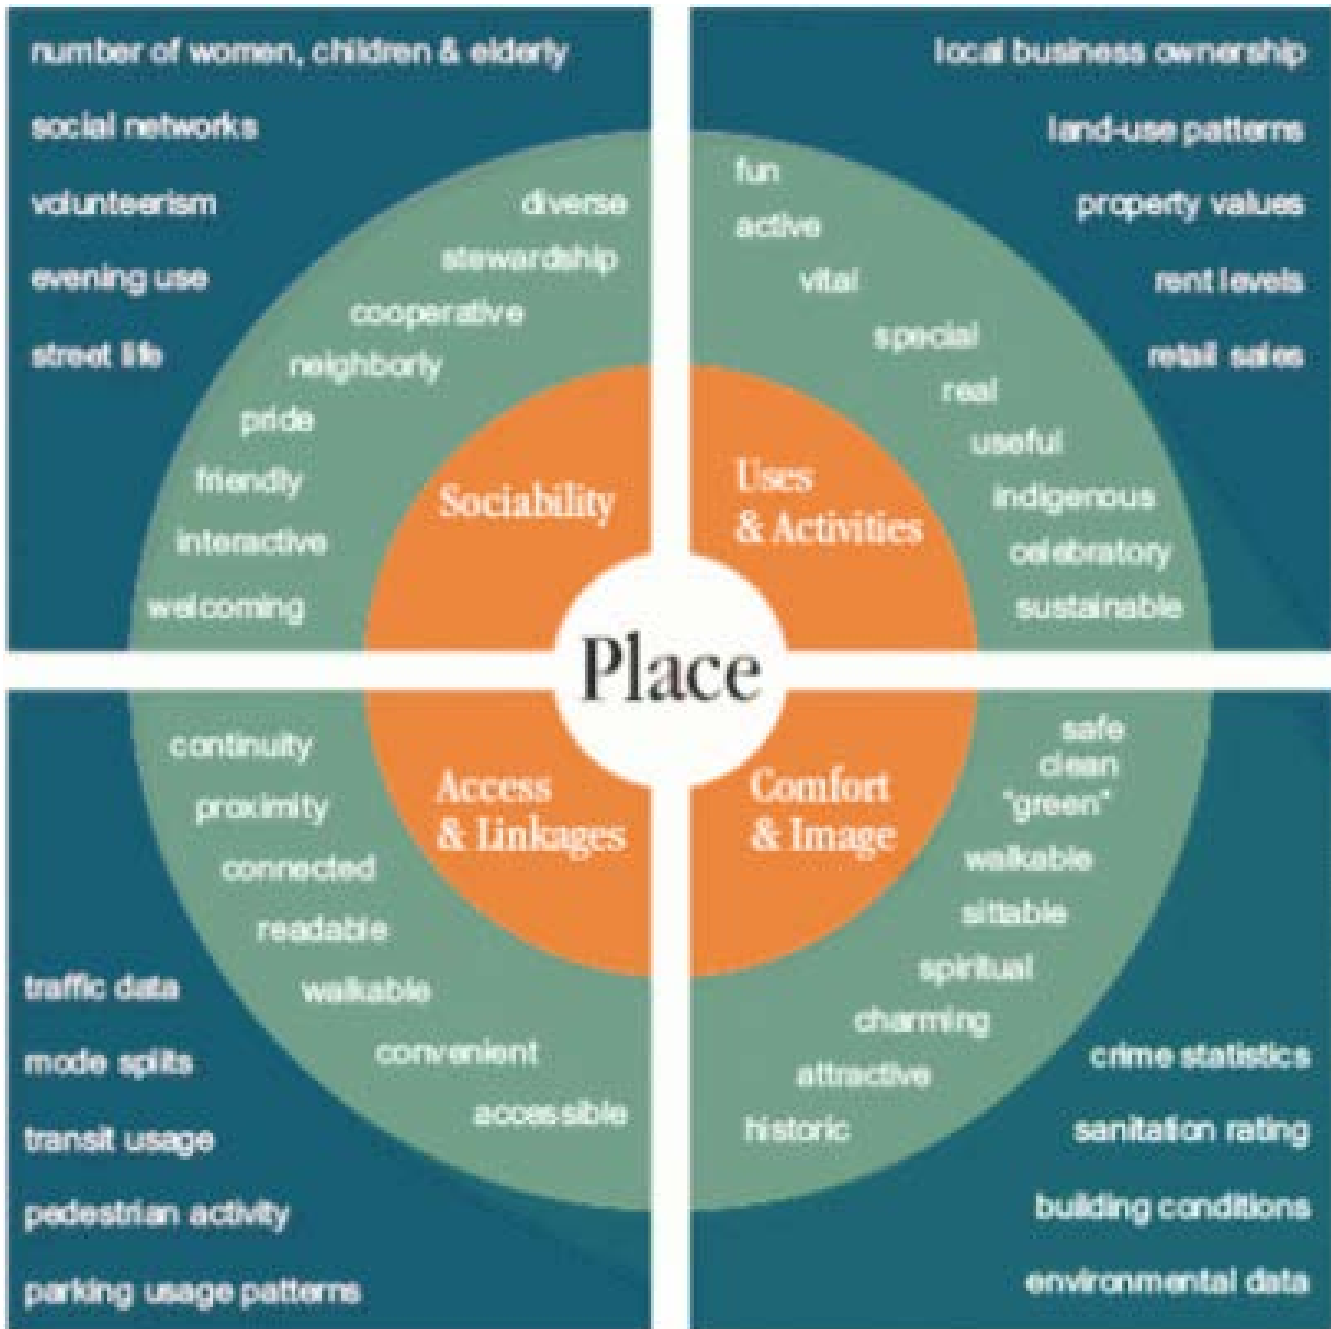 number of women, children & elderly
social networks
volunteerism
evening use
street life
diverse
stewardship
cooperative
neighborly
pride
friendly
interactive
welcoming
Sociability
local business ownership
land-use patterns
property values
rent levels
retail sales
fun
active
vital
special
real
useful
indigenous
celebratory
sustainable
Uses
& Activities
Place
continuity
proximity
connected
readable
walkable
convenient
accessible
Access
& Linkages
traffic data
mode splits
transit usage
pedestrian activity
parking usage patterns
Comfort
& Image
safe
clean
"green"
walkable
sittable
spiritual
charming
attractive
historic
crime statistics
sanitation rating
building conditions
environmental data